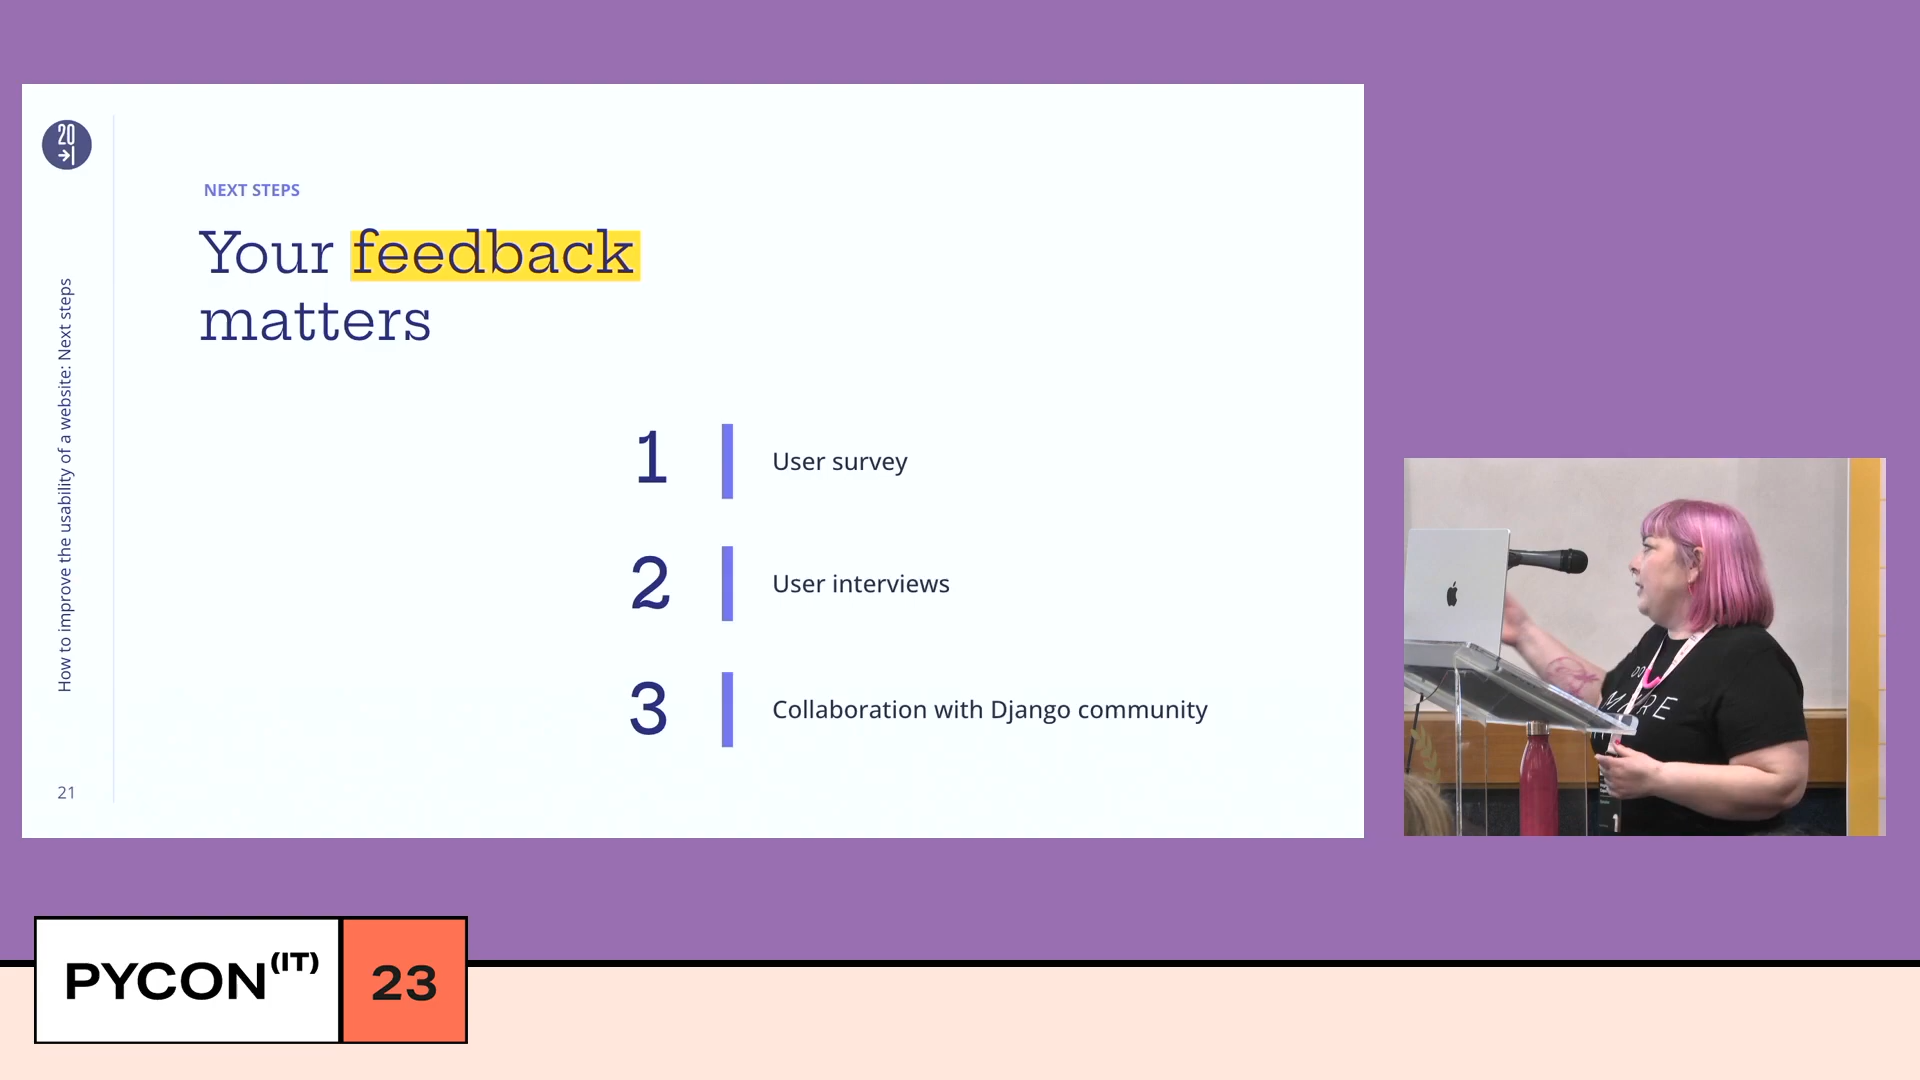 20
How to improve the usability of a website: Next steps
21
NEXT STEPS
Your feedback
matters
1
User survey
2
User interviews
3
Collaboration with Django community
PYCON(IT)
23